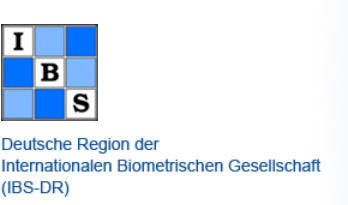 I
B
S
Deutsche Region der
Internationalen Biometrischen Gesellschaft
(IBS-DR)